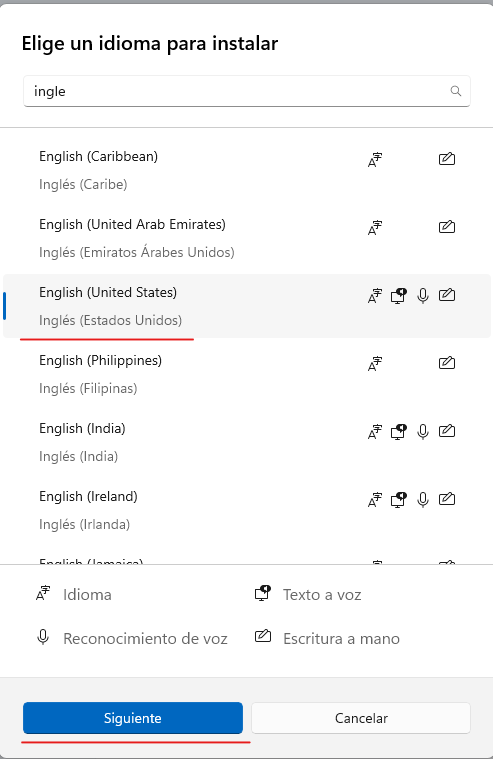 Elige un idioma para instalar
ingle
English (Caribbean)
Inglés (Caribe)
English (United Arab Emirates)
Inglés (Emiratos Árabes Unidos)
English (United States)
Inglés (Estados Unidos)
English (Philippines)
Inglés (Filipinas)
English (India)
Inglés (India)
English (Ireland)
Inglés (Irlanda)
English (Jamaica)
Idioma
Texto a voz
Reconocimiento de voz
Escritura a mano
Siguiente
Cancelar